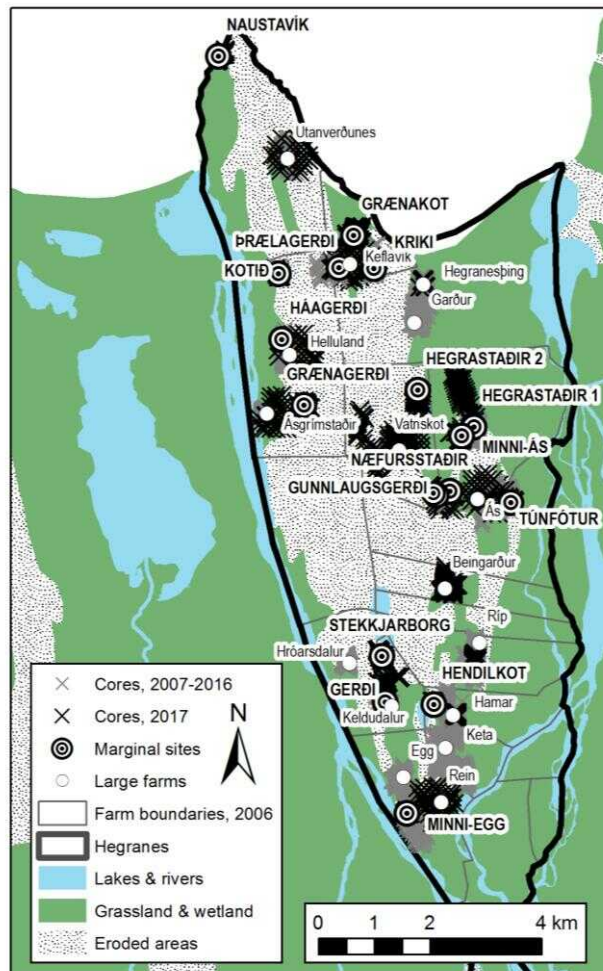 NAUSTAVÍK
Utanverðunes
GRÆNAKOT
ÞRÆLAGERÐI
KRIKI
Keflavík
KOTIÐ
Hegranesþing
Garður
HÁAGERÐI
Helluland
HEGRASTAÐIR 2
GRÆNAGERÐI
HEGRASTAÐIR 1
Ásgrímstaðir
Vatnskot
MINNI-ÁS
NÆFURSSTAÐIR
GUNNLAUGSGERÐI
Ás
TÚNFÓTUR
Beingarður
Ríp
STEKKJARBORG
Hróarsdalur
HENDILKOT
GERÐI
Hamar
Keldudalur
Keta
Egg
Rein
MINNI-EGG
Cores, 2007-2016
Cores, 2017
N
Marginal sites
Large farms
Farm boundaries, 2006
Hegranes
Lakes & rivers
Grassland & wetland
Eroded areas
0 1 2 4 km